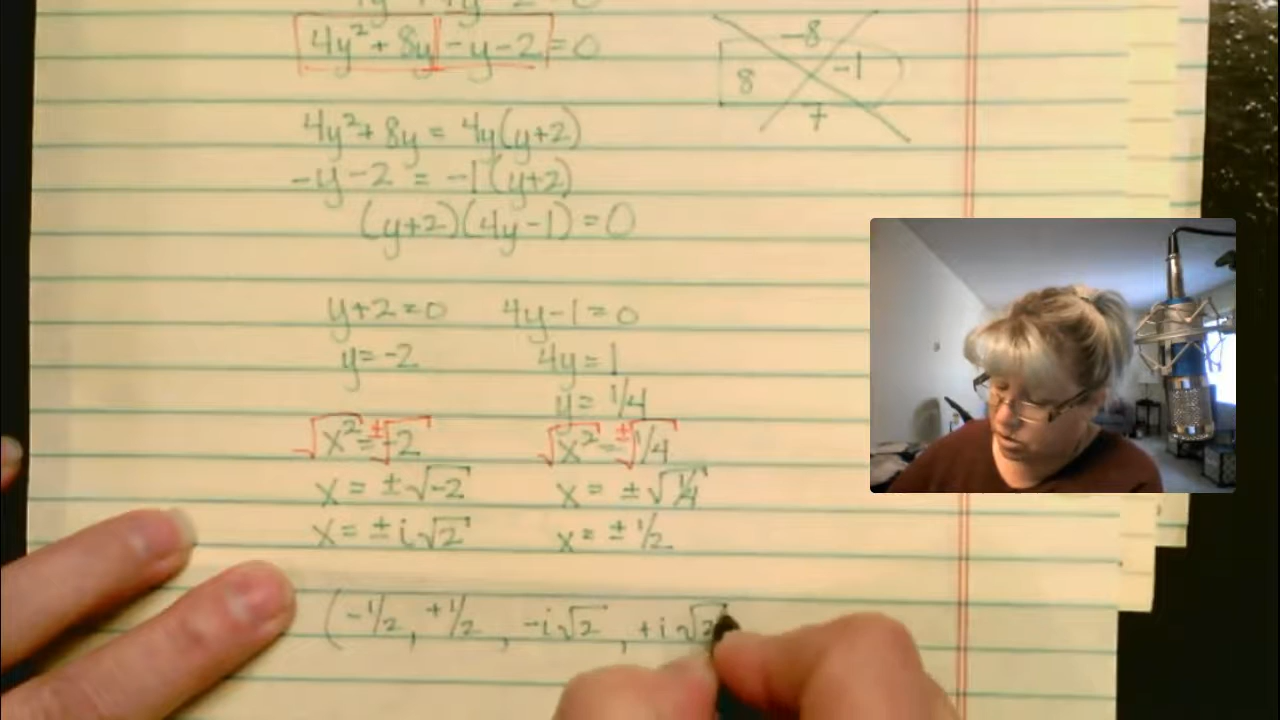 4y² + 8y - y - 2 = 0
-8
8 -1
7
4y² + 8y = 4y(y+2)
-y - 2 = -1(y+2)
(y+2)(4y-1) = 0
y+2=0 4y-1=0
y=-2 4y=1
y= 1/4
√x² = ±√-2 √x² = ±√1/4
x = ±√-2 x = ±√1/4
x = ± i√2 x = ± 1/2
(-1/2, +1/2, -i√2, +i√2